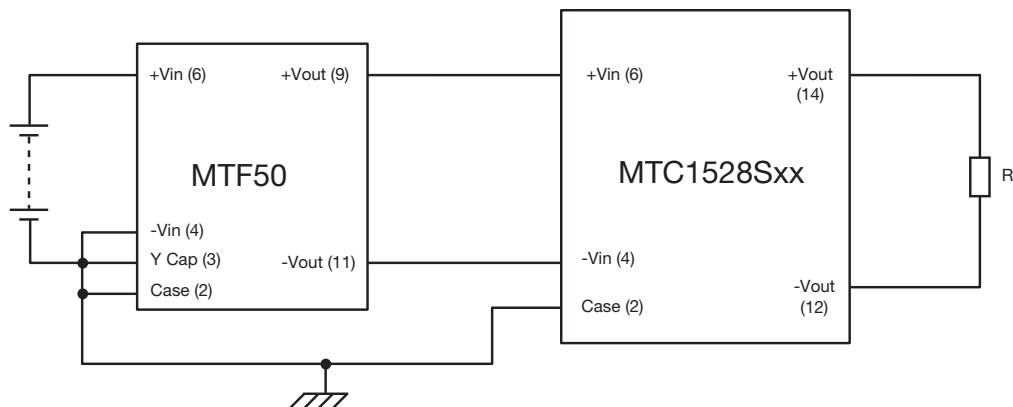 +Vin (6)
+Vout (9)
MTF50
-Vin (4)
Y Cap (3)
-Vout (11)
Case (2)
+Vin (6)
+Vout
(14)
MTC1528Sxx
-Vin (4)
-Vout
(12)
Case (2)
R